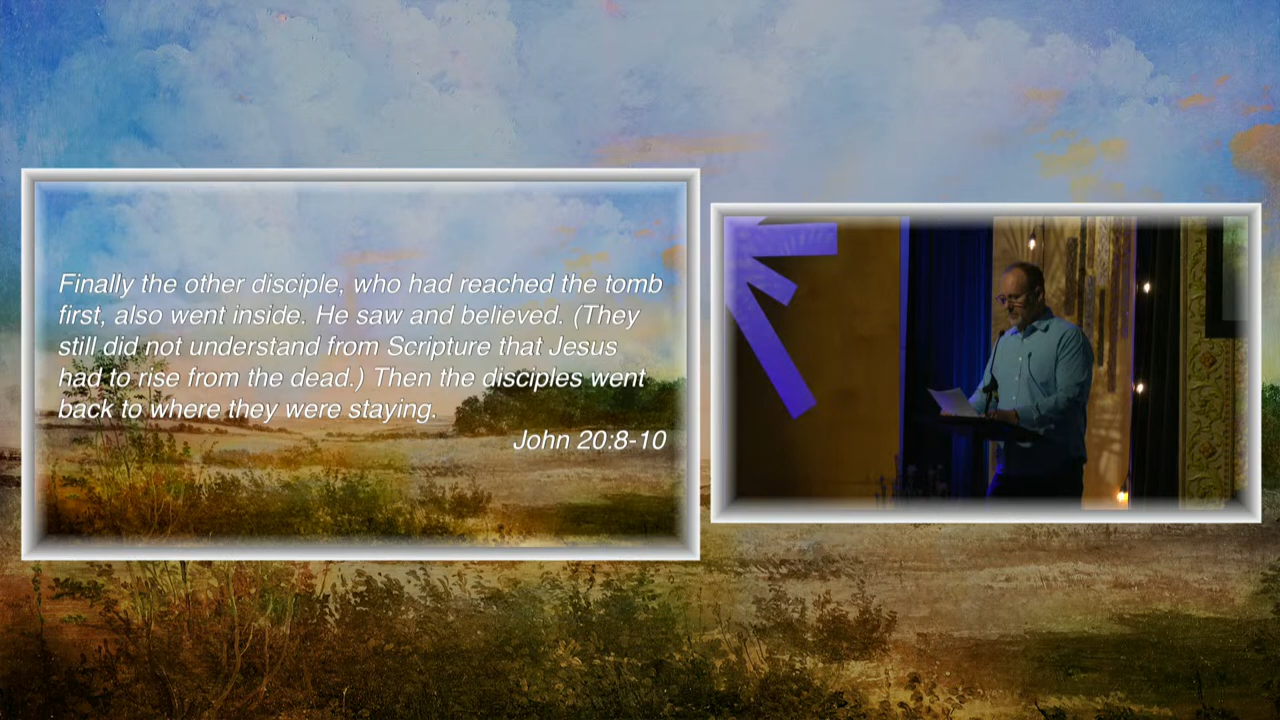 Finally the other disciple, who had reached the tomb
first, also went inside. He saw and believed. (They
still did not understand from Scripture that Jesus
had to rise from the dead.) Then the disciples went
back to where they were staying.
John 20:8-10